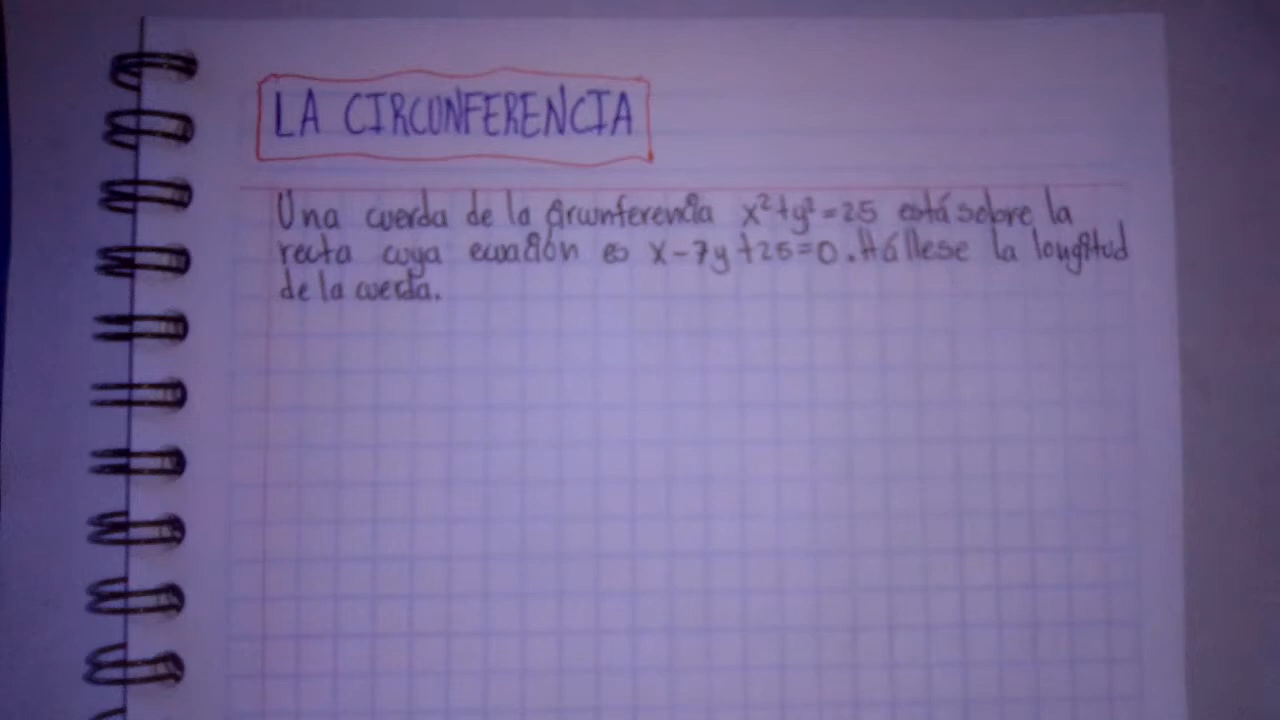 LA CIRCUNFERENCIA
Una cuerda de la circunferencia x²+y²=25 está sobre la
recta cuya ecuación es x-7y+25=0. Hállese la longitud
de la cuerda.